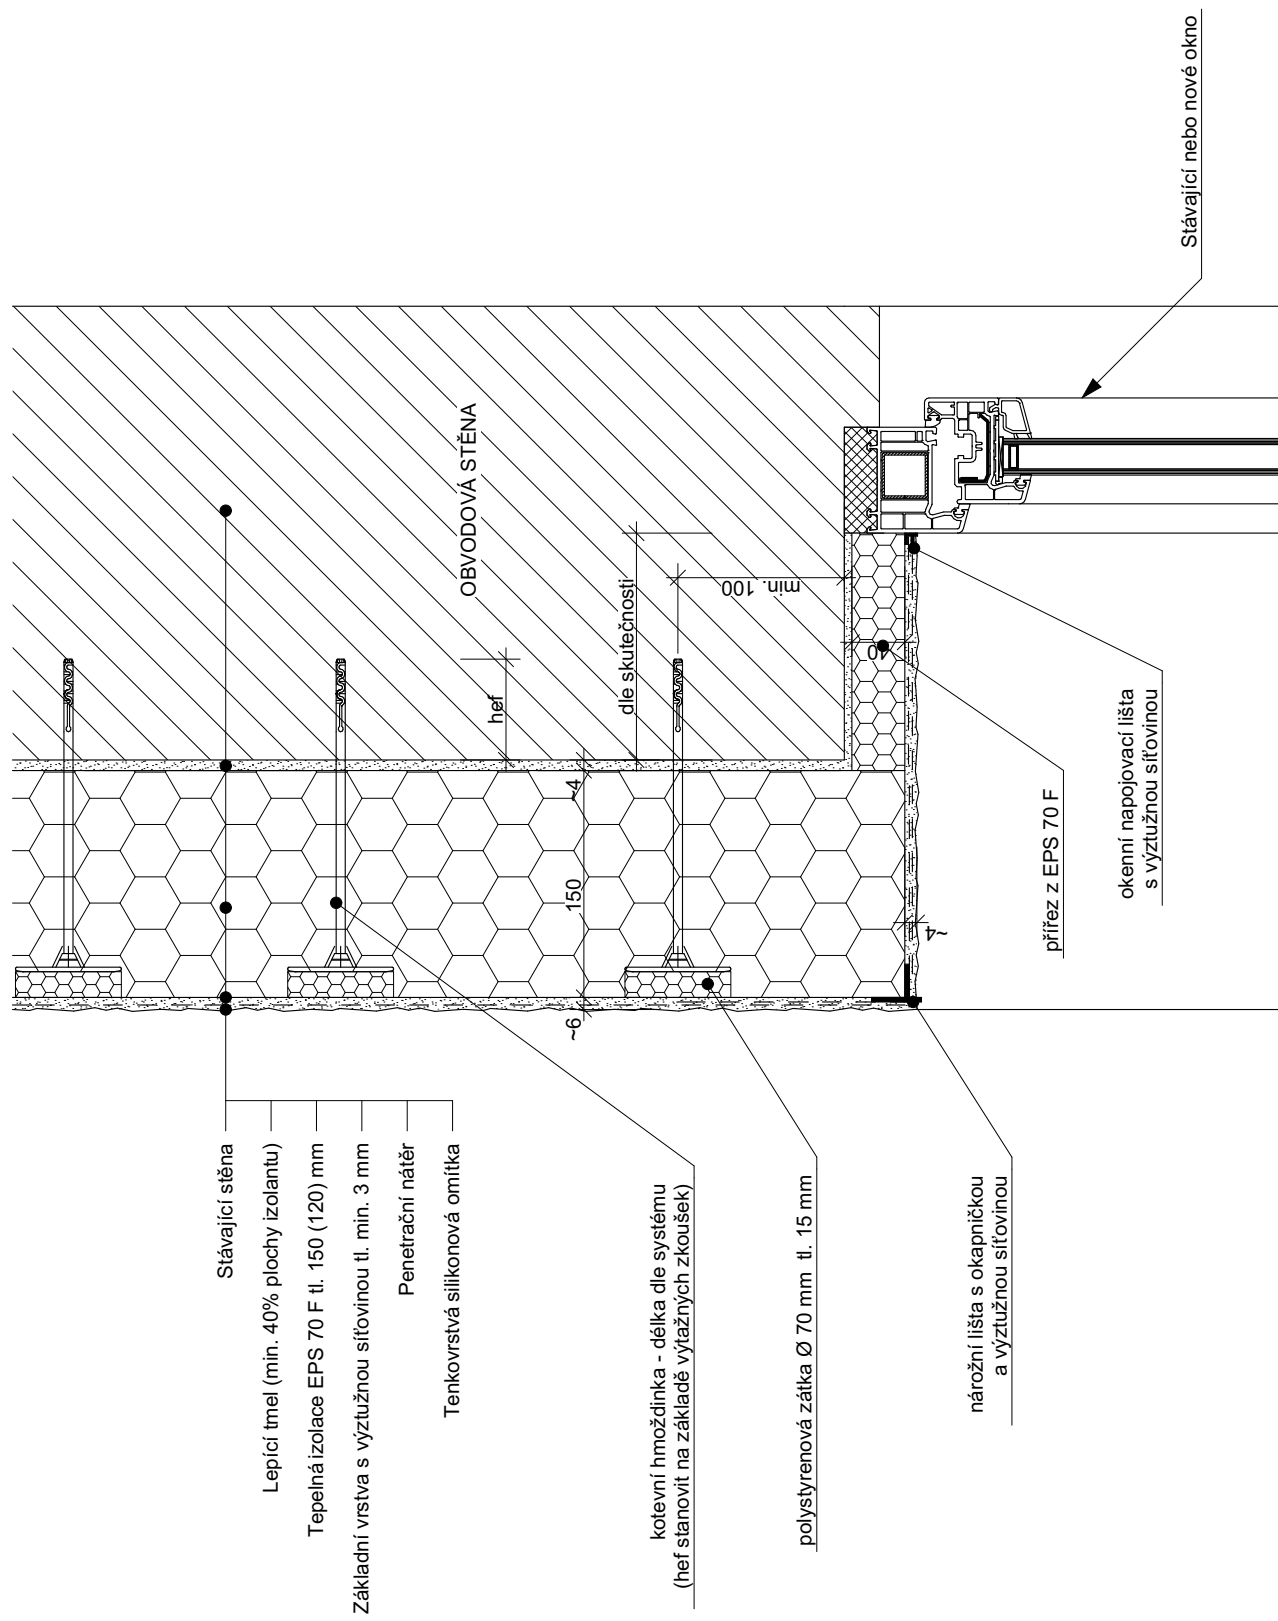 Stávající stěna
Lepící tmel (min. 40% plochy izolantu)
Tepelná izolace EPS 70 F tl. 150 (120) mm
Základní vrstva s výztužnou síťovinou tl. min. 3 mm
Penetrační nátěr
Tenkovrstvá silikonová omítka
kotevní hmoždinka - délka dle systému
(hef stanovit na základě výtažných zkoušek)
polystyrenová zátka Ø 70 mm tl. 15 mm
nárožní lišta s okapničkou
a výztužnou síťovinou
~6
150
~4
hef
dle skutečnosti
OBVODOVÁ STĚNA
min. 100
40
~4
přířez z EPS 70 F
okenní napojovací lišta
s výztužnou síťovinou
Stávající nebo nové okno